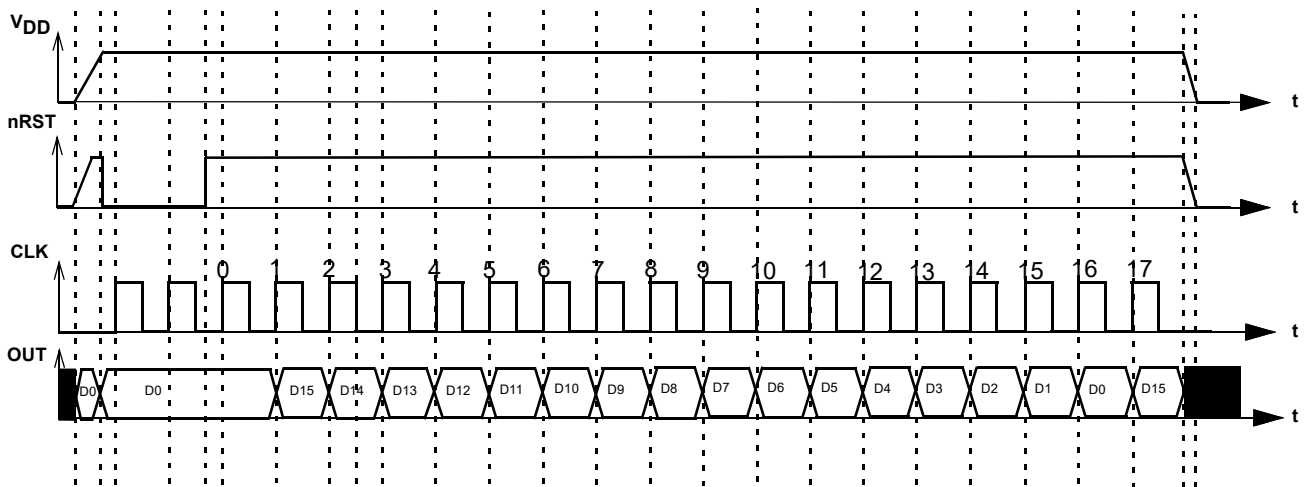 VDD
t
nRST
t
CLK
0 1 2 3 4 5 6 7 8 9 10 11 12 13 14 15 16 17
t
OUT
D0 D0 D15 D14 D13 D12 D11 D10 D9 D8 D7 D6 D5 D4 D3 D2 D1 D0 D15
t